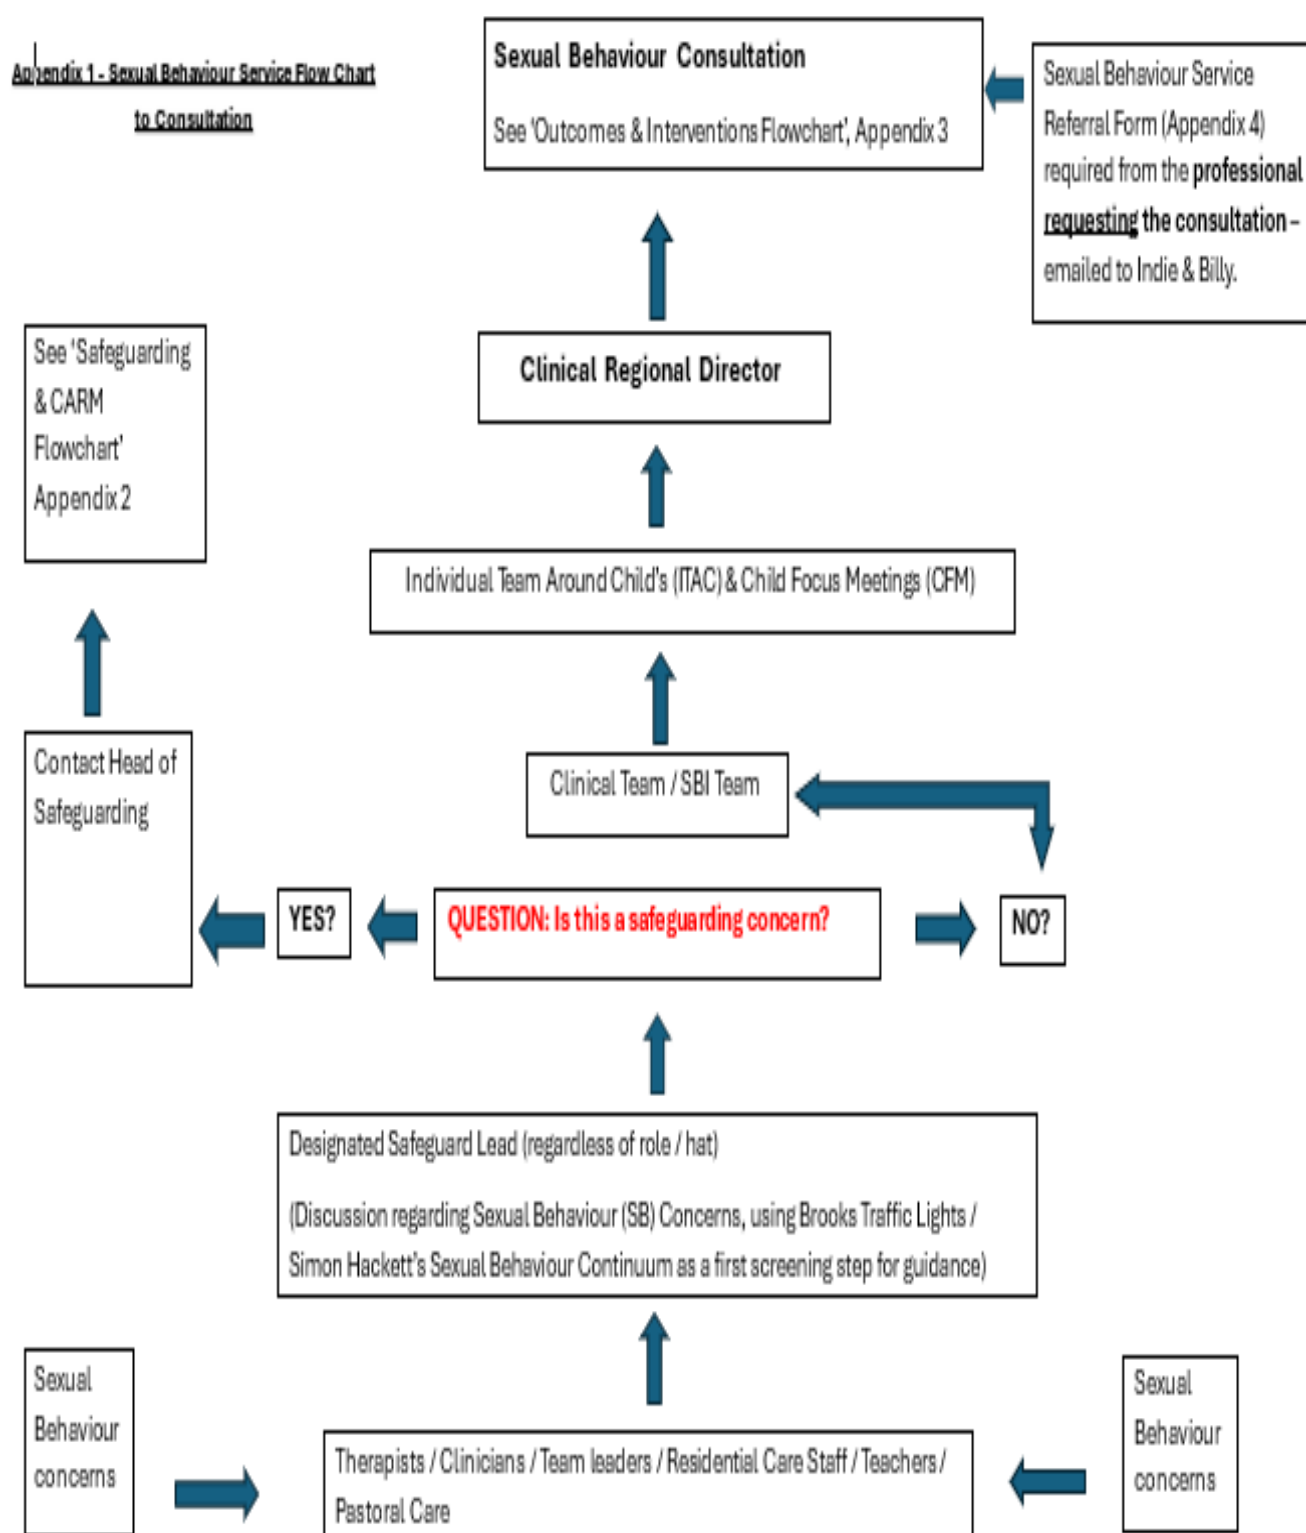 Appendix 1 - Sexual Behaviour Service Flow Chart
to Consultation
Sexual Behaviour Consultation
See 'Outcomes & Interventions Flowchart', Appendix 3
Sexual Behaviour Service
Referral Form (Appendix 4)
required from the professional
requesting the consultation –
emailed to Indie & Billy.
See 'Safeguarding
& CARM
Flowchart'
Appendix 2
Clinical Regional Director
Individual Team Around Child's (ITAC) & Child Focus Meetings (CFM)
Contact Head of
Safeguarding
Clinical Team / SBI Team
YES?
QUESTION: Is this a safeguarding concern?
NO?
Designated Safeguard Lead (regardless of role / hat)
(Discussion regarding Sexual Behaviour (SB) Concerns, using Brooks Traffic Lights /
Simon Hackett's Sexual Behaviour Continuum as a first screening step for guidance)
Sexual
Behaviour
concerns
Therapists / Clinicians / Team leaders / Residential Care Staff / Teachers /
Pastoral Care
Sexual
Behaviour
concerns